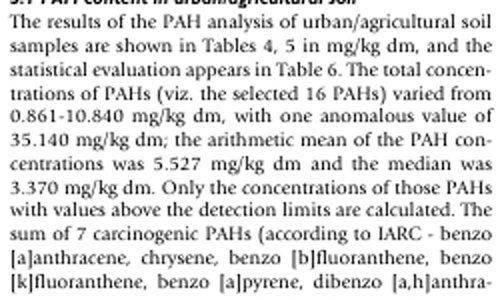 3.1 PAH content in urban/agricultural soil
The results of the PAH analysis of urban/agricultural soil
samples are shown in Tables 4, 5 in mg/kg dm, and the
statistical evaluation appears in Table 6. The total concen-
trations of PAHs (viz. the selected 16 PAHs) varied from
0.861-10.840 mg/kg dm, with one anomalous value of
35.140 mg/kg dm; the arithmetic mean of the PAH con-
centrations was 5.527 mg/kg dm and the median was
3.370 mg/kg dm. Only the concentrations of those PAHs
with values above the detection limits are calculated. The
sum of 7 carcinogenic PAHs (according to IARC - benzo
[a]anthracene, chrysene, benzo [b]fluoranthene, benzo
[k]fluoranthene, benzo [a]pyrene, dibenzo [a,h]anthra-